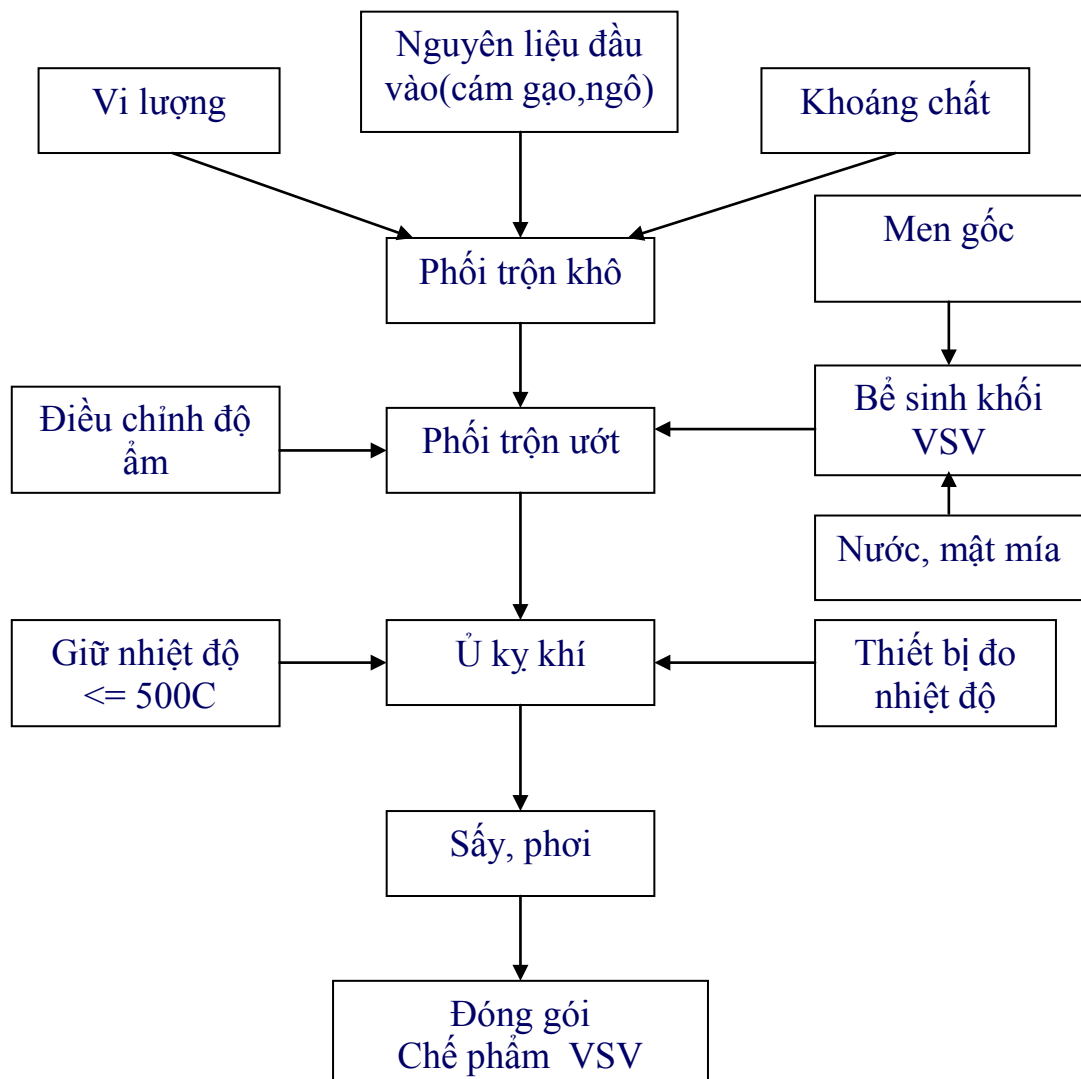 Vi lượng
Nguyên liệu đầu
vào(cám gạo,ngô)
Khoáng chất
Men gốc
Phối trộn khô
Điều chỉnh độ
ẩm
Phối trộn ướt
Bể sinh khối
VSV
Nước, mật mía
Giữ nhiệt độ
<= 500C
Ủ kỵ khí
Thiết bị đo
nhiệt độ
Sấy, phơi
Đóng gói
Chế phẩm VSV